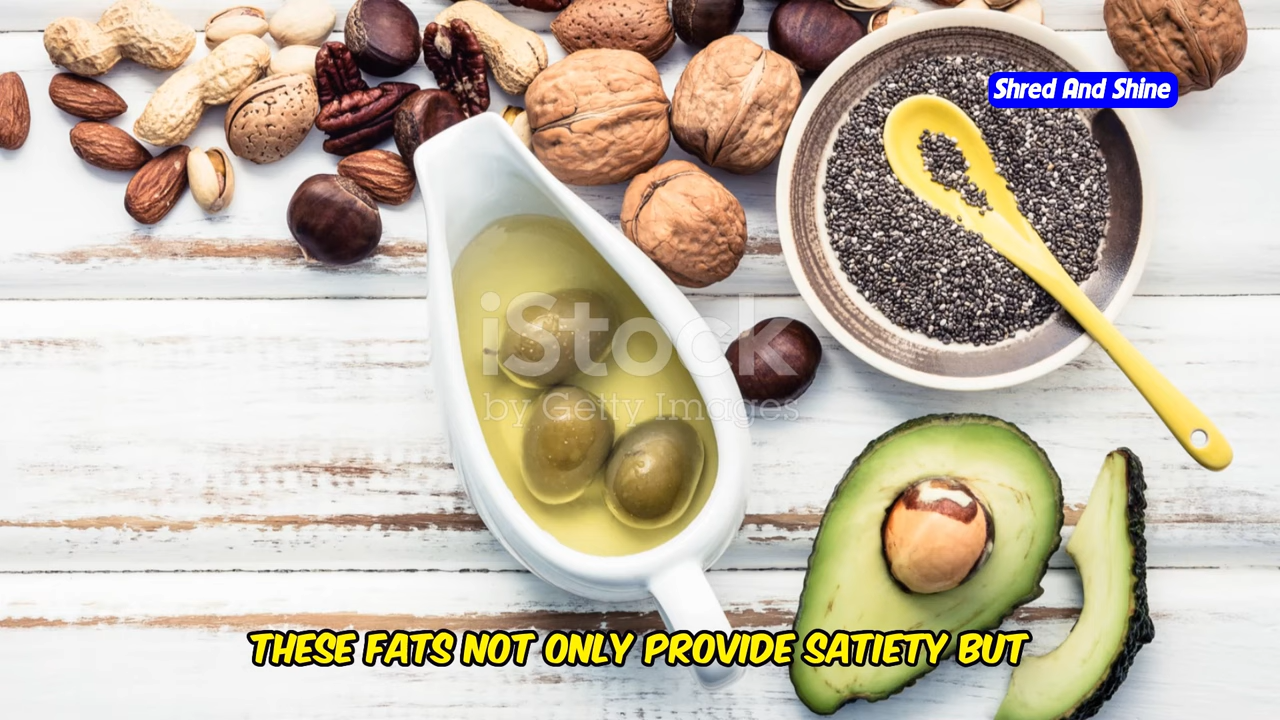 Shred And Shine
iStock
by Getty Images
THESE FATS NOT ONLY PROVIDE SATIETY BUT